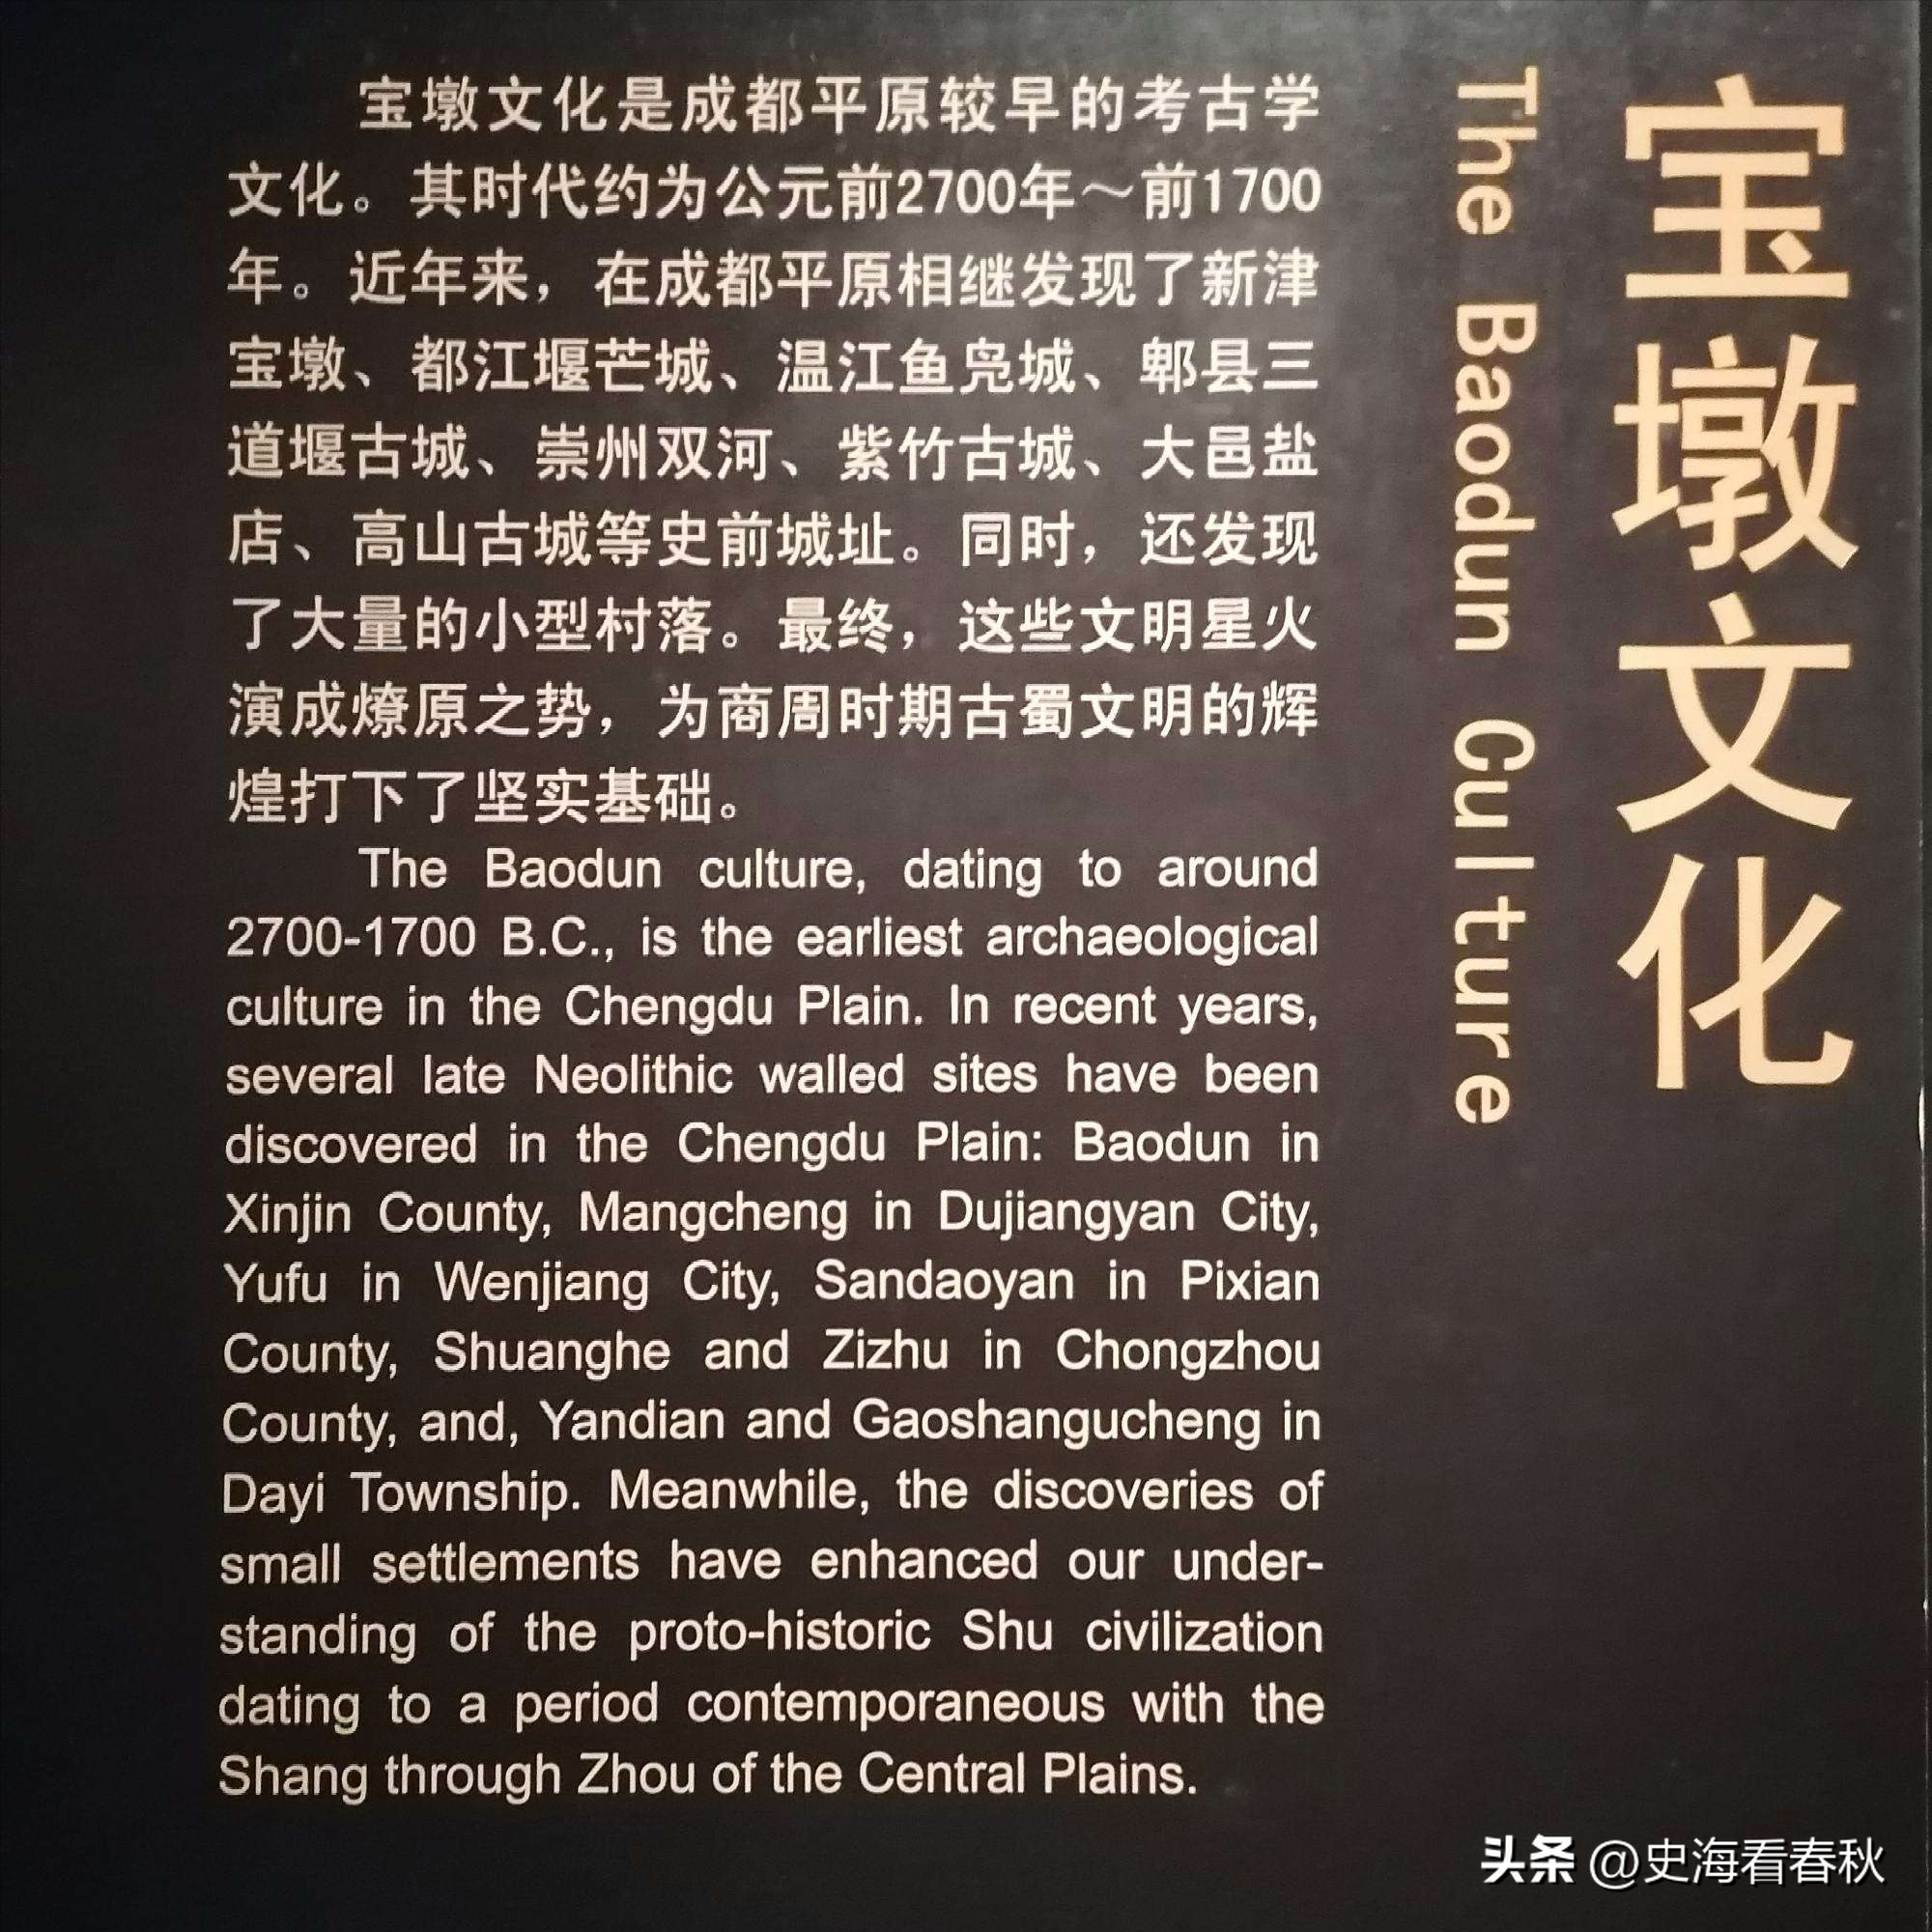 宝墩文化
The Baodun Culture
宝墩文化是成都平原较早的考古学
文化。其时代约为公元前2700年～前1700
年。近年来，在成都平原相继发现了新津
宝墩、都江堰芒城、温江鱼凫城、郫县三
道堰古城、崇州双河、紫竹古城、大邑盐
店、高山古城等史前城址。同时，还发现
了大量的小型村落。最终，这些文明星火
演成燎原之势，为商周时期古蜀文明的辉
煌打下了坚实基础。
The Baodun culture, dating to around
2700-1700 B.C., is the earliest archaeological
culture in the Chengdu Plain. In recent years,
several late Neolithic walled sites have been
discovered in the Chengdu Plain: Baodun in
Xinjin County, Mangcheng in Dujiangyan City,
Yufu in Wenjiang City, Sandaoyan in Pixian
County, Shuanghe and Zizhu in Chongzhou
County, and, Yandian and Gaoshangucheng in
Dayi Township. Meanwhile, the discoveries of
small settlements have enhanced our under-
standing of the proto-historic Shu civilization
dating to a period contemporaneous with the
Shang through Zhou of the Central Plains.
头条 @史海看春秋